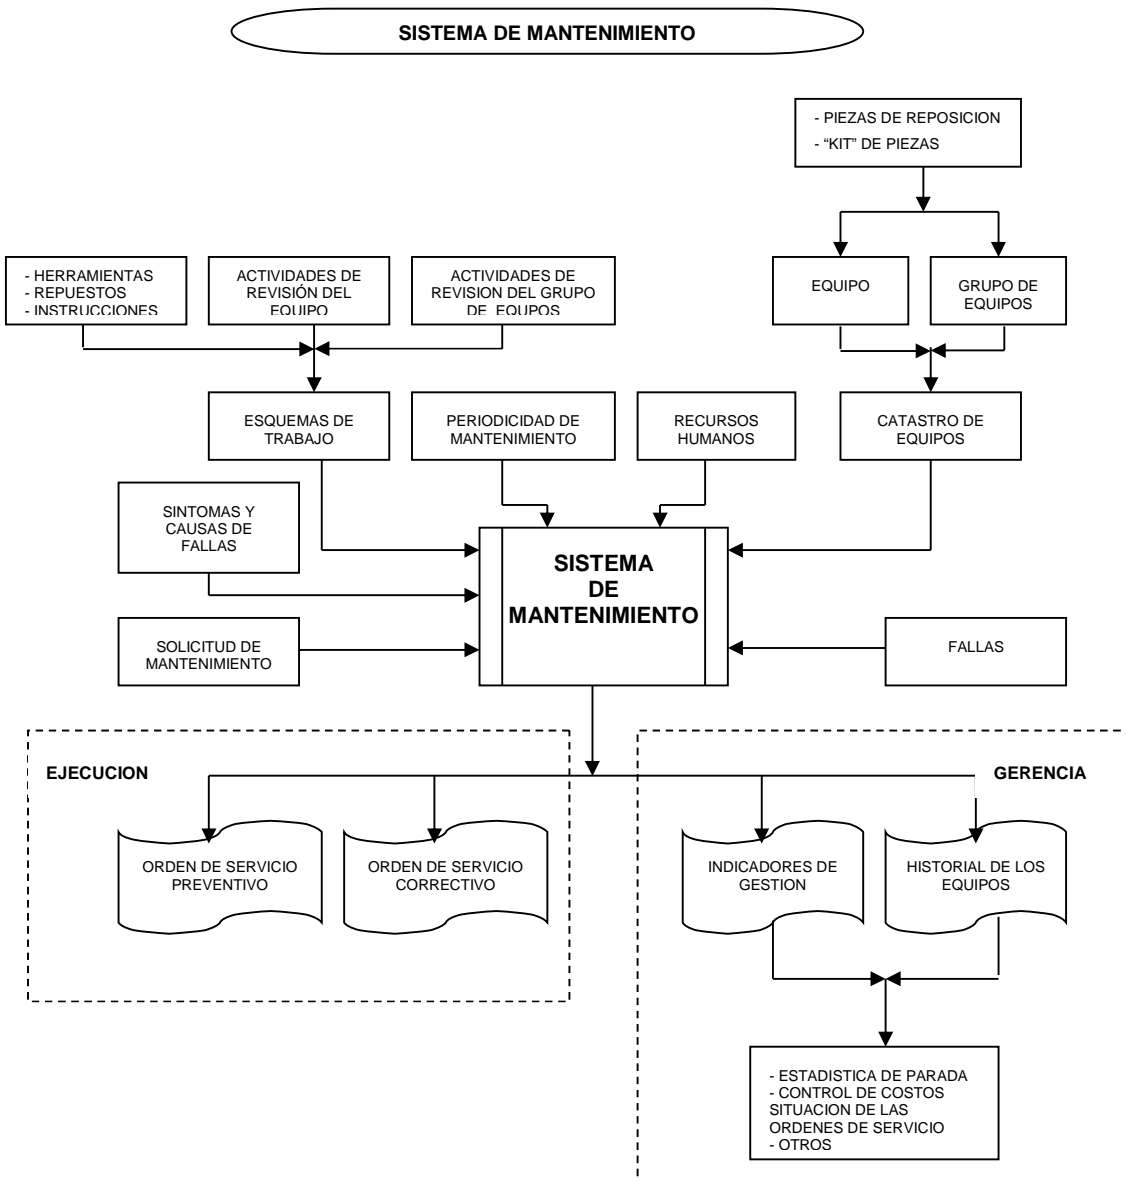 SISTEMA DE MANTENIMIENTO
- PIEZAS DE REPOSICION
- “KIT” DE PIEZAS
- HERRAMIENTAS
- REPUESTOS
- INSTRUCCIONES
ACTIVIDADES DE
REVISIÓN DEL
EQUIPO
ACTIVIDADES DE
REVISION DEL GRUPO
DE EQUPOS
EQUIPO
GRUPO DE
EQUIPOS
ESQUEMAS DE
TRABAJO
PERIODICIDAD DE
MANTENIMIENTO
RECURSOS
HUMANOS
CATASTRO DE
EQUIPOS
SINTOMAS Y
CAUSAS DE
FALLAS
SISTEMA
DE
MANTENIMIENTO
SOLICITUD DE
MANTENIMIENTO
FALLAS
EJECUCION
GERENCIA
ORDEN DE SERVICIO
PREVENTIVO
ORDEN DE SERVICIO
CORRECTIVO
INDICADORES DE
GESTION
HISTORIAL DE LOS
EQUIPOS
- ESTADISTICA DE PARADA
- CONTROL DE COSTOS
SITUACION DE LAS
ORDENES DE SERVICIO
- OTROS